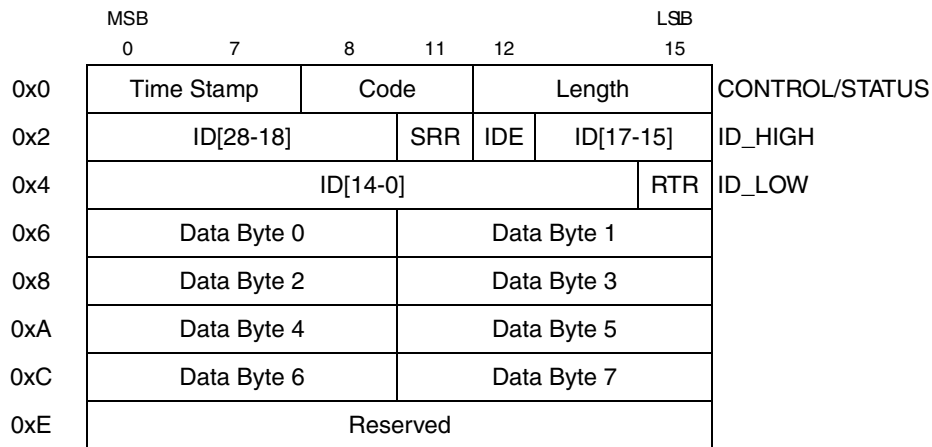 MSB LSB
0 7 8 11 12 15
0x0 Time Stamp Code Length CONTROL/STATUS
0x2 ID[28-18] SRR IDE ID[17-15] ID_HIGH
0x4 ID[14-0] RTR ID_LOW
0x6 Data Byte 0 Data Byte 1
0x8 Data Byte 2 Data Byte 3
0xA Data Byte 4 Data Byte 5
0xC Data Byte 6 Data Byte 7
0xE Reserved